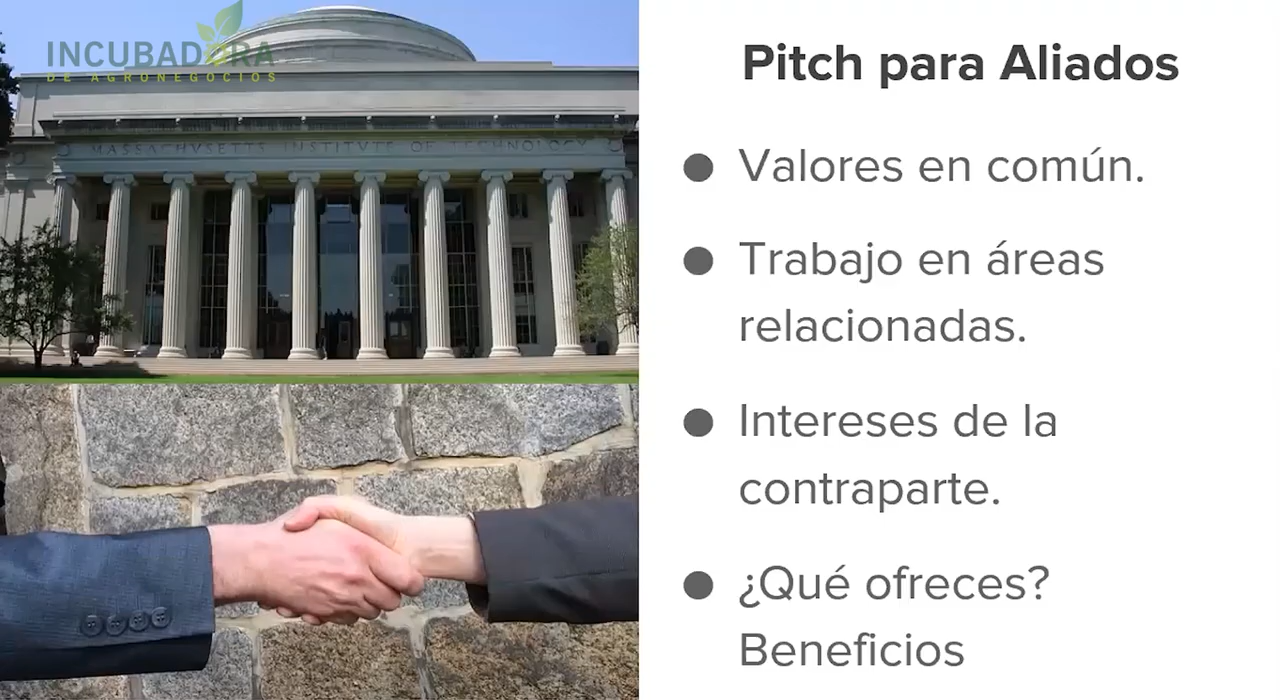 INCUBADORA
DE AGRONEGOCIOS
MASSACHVSETTS INSTITVTE OF TECHNOLOGY
Pitch para Aliados
Valores en común.
Trabajo en áreas
relacionadas.
Intereses de la
contraparte.
¿Qué ofreces?
Beneficios